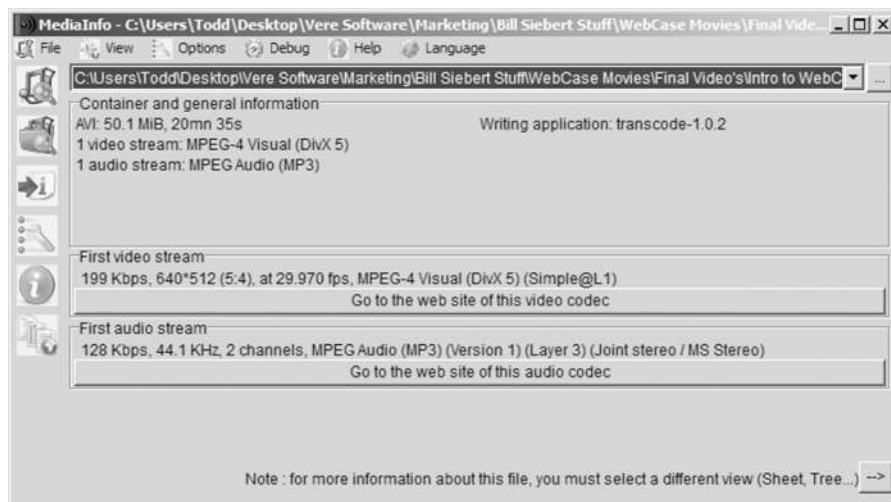 MediaInfo - C:\Users\Todd\Desktop\Vere Software\Marketing\Bill Siebert Stuff\WebCase Movies\Final Vide...
File View Options Debug Help Language
C:\Users\Todd\Desktop\Vere Software\Marketing\Bill Siebert Stuff\WebCase Movies\Final Video's\Intro to WebC
...
Container and general information
AVI: 50.1 MiB, 20mn 35s
Writing application: transcode-1.0.2
1 video stream: MPEG-4 Visual (DivX 5)
1 audio stream: MPEG Audio (MP3)
First video stream
199 Kbps, 640*512 (5:4), at 29.970 fps, MPEG-4 Visual (DivX 5) (Simple@L1)
Go to the web site of this video codec
First audio stream
128 Kbps, 44.1 KHz, 2 channels, MPEG Audio (MP3) (Version 1) (Layer 3) (Joint stereo / MS Stereo)
Go to the web site of this audio codec
Note : for more information about this file, you must select a different view (Sheet, Tree...)
-->